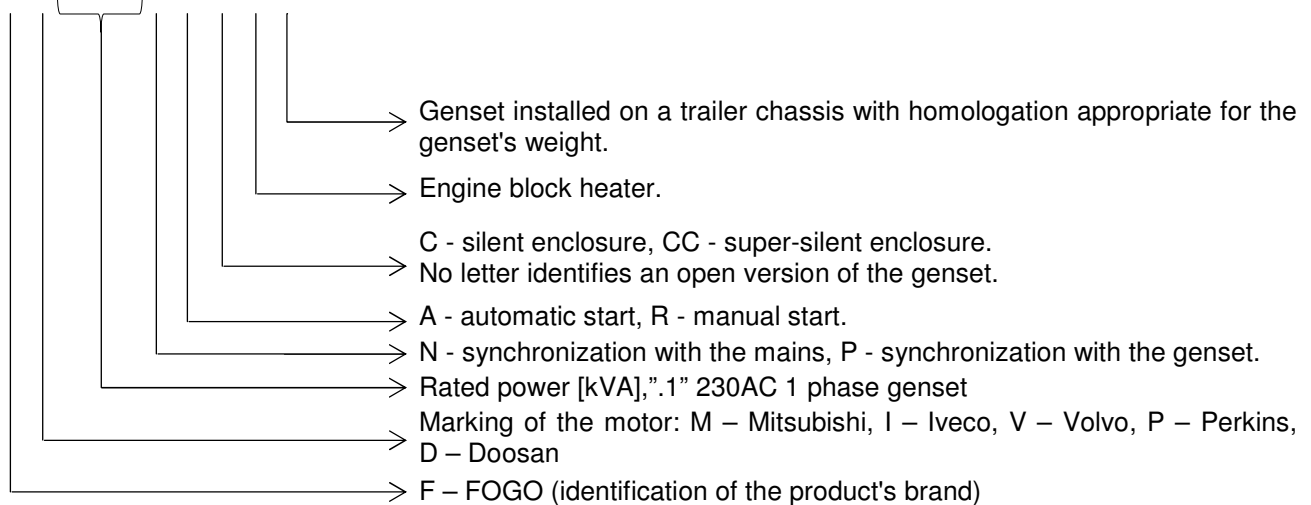 Genset installed on a trailer chassis with homologation appropriate for the
genset's weight.
Engine block heater.
C - silent enclosure, CC - super-silent enclosure.
No letter identifies an open version of the genset.
A - automatic start, R - manual start.
N - synchronization with the mains, P - synchronization with the genset.
Rated power [kVA],”.1” 230AC 1 phase genset
Marking of the motor: M – Mitsubishi, I – Iveco, V – Volvo, P – Perkins,
D – Doosan
F – FOGO (identification of the product's brand)